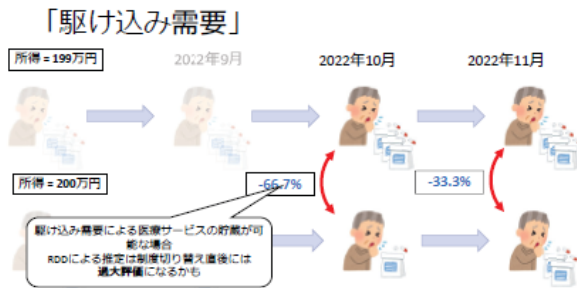 「駆け込み需要」
所得 = 199万円
2022年9月
2022年10月
2022年11月
所得 = 200万円
-66.7%
-33.3%
駆け込み需要による医療サービスの貯蔵が可
能な場合
RDDによる推定は制度切り替え直後には
過大評価になるかも